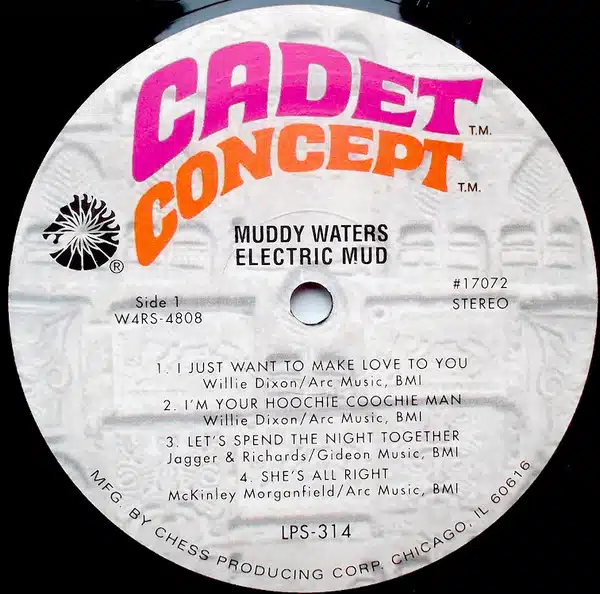 CADET T.M.
CONCEPT T.M.
®
MUDDY WATERS
ELECTRIC MUD
Side 1
W4RS-4808
#17072
STEREO
1. I JUST WANT TO MAKE LOVE TO YOU
Willie Dixon/Arc Music, BMI
2. I'M YOUR HOOCHIE COOCHIE MAN
Willie Dixon/Arc Music, BMI
3. LET'S SPEND THE NIGHT TOGETHER
Jagger & Richards/Gideon Music, BMI
4. SHE'S ALL RIGHT
McKinley Morganfield/Arc Music, BMI
LPS-314
MFG. BY CHESS PRODUCING CORP. CHICAGO, IL 60616